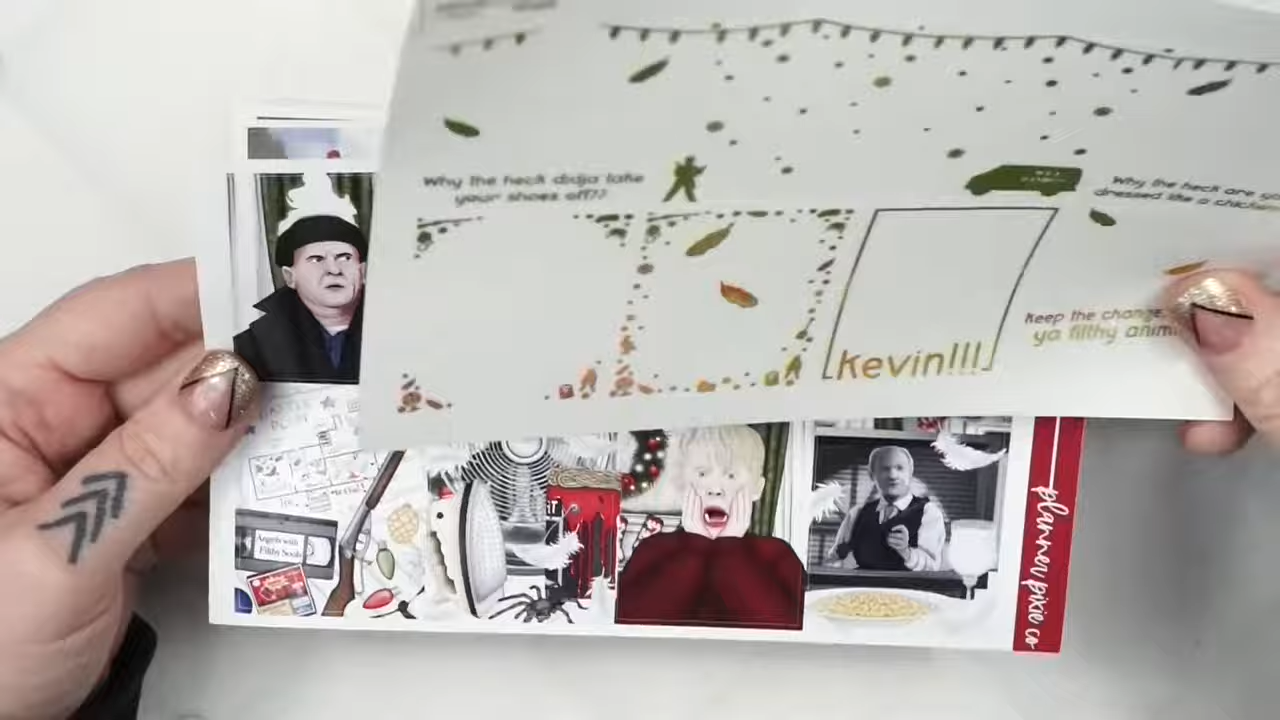 Why the heck didja take
your shoes off??
Why the heck are yo
dressed like a chicken
Kevin!!!
Keep the change,
ya filthy anim
Angels with
Filthy Souls
planner pixie co